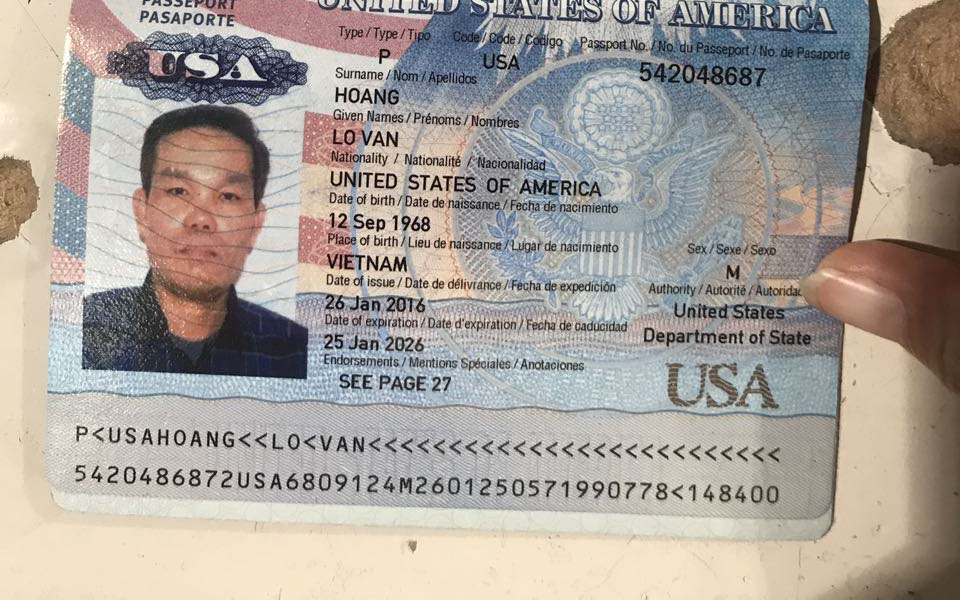 PASSEPORT
PASAPORTE
UNITED STATES OF AMERICA
USA
Type / Type / Tipo Code / Code / Codigo Passport No. / No. du Passeport / No. de Pasaporte
P USA 542048687
Surname / Nom / Apellidos
HOANG
Given Names / Prénoms / Nombres
LO VAN
Nationality / Nationalité / Nacionalidad
UNITED STATES OF AMERICA
Date of birth / Date de naissance / Fecha de nacimiento
12 Sep 1968
Place of birth / Lieu de naissance / Lugar de nacimiento Sex / Sexe / Sexo
VIETNAM M
Date of issue / Date de délivrance / Fecha de expedición Authority / Autorité / Autoridad
26 Jan 2016 United States
Date of expiration / Date d'expiration / Fecha de caducidad Department of State
25 Jan 2026
Endorsements / Mentions Spéciales / Anotaciones
SEE PAGE 27 USA
P<USAHOANG<<LO<VAN<<<<<<<<<<<<<<<<<<<<<<<<<<
5420486872USA6809124M2601250571990778<148400